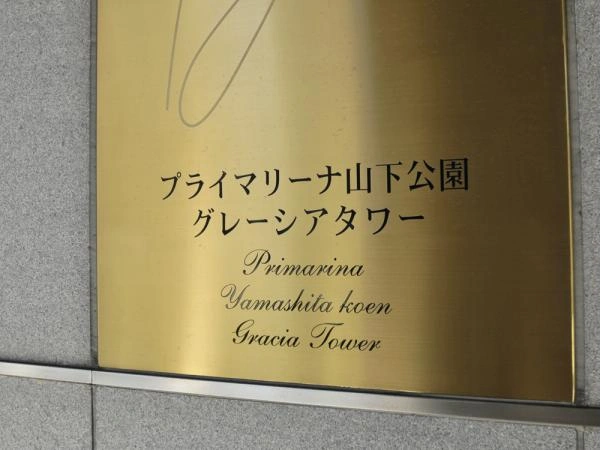 プライマリーナ山下公園
グレーシアタワー
Primarina
Yamashita koen
Gracia Tower